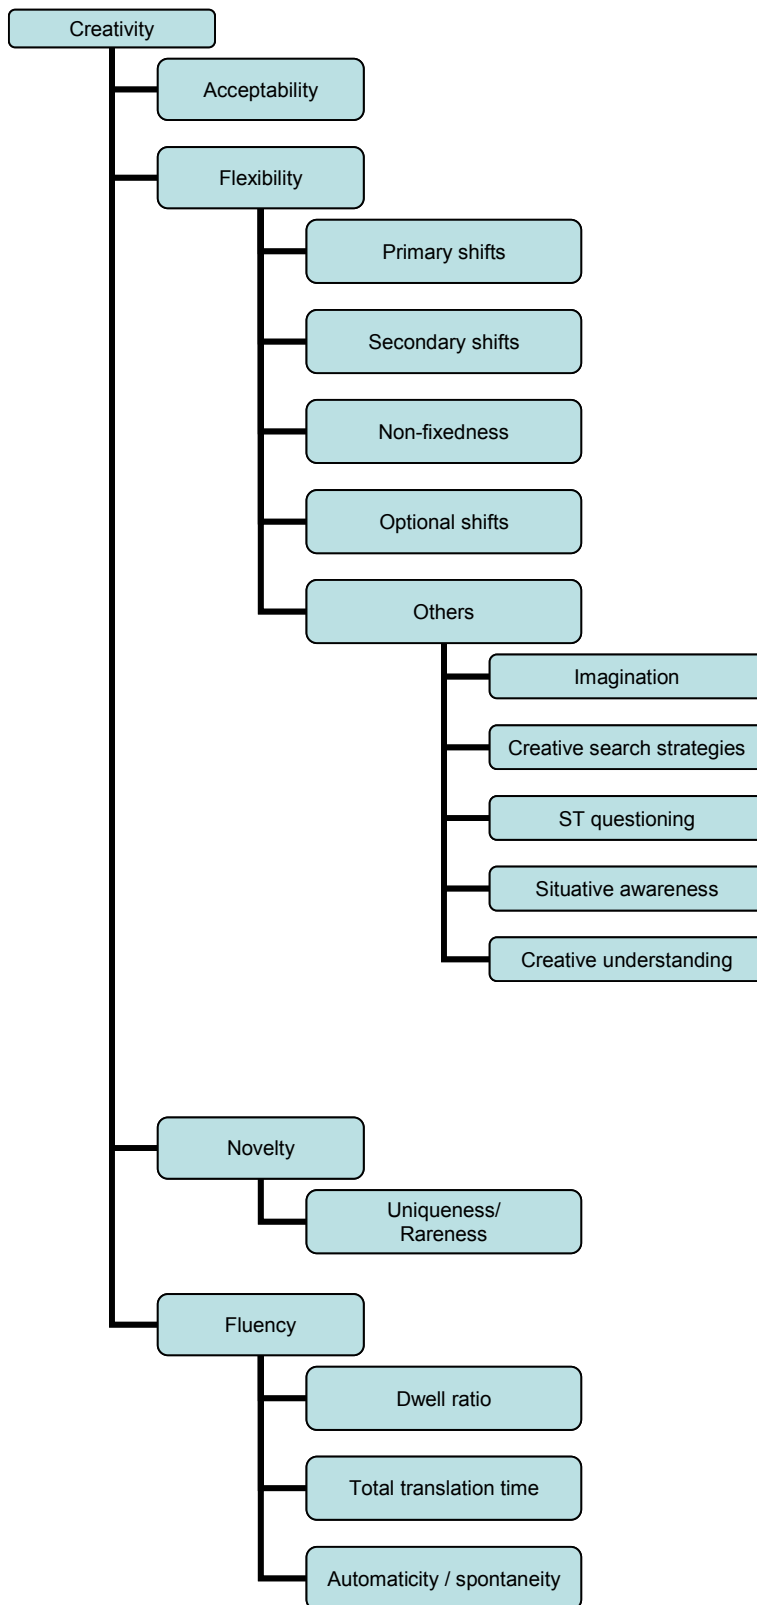 Creativity
Acceptability
Flexibility
Primary shifts
Secondary shifts
Non-fixedness
Optional shifts
Others
Imagination
Creative search strategies
ST questioning
Situative awareness
Creative understanding
Novelty
Uniqueness/
Rareness
Fluency
Dwell ratio
Total translation time
Automaticity / spontaneity